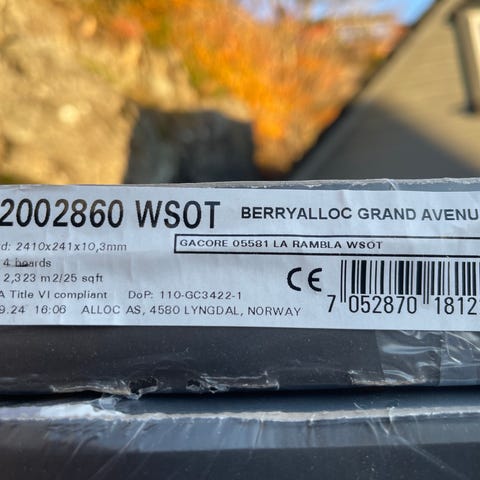 2002860 WSOT BERRYALLOC GRAND AVENU
rd: 2410x241x10,3mm
GACORE 05581 LA RAMBLA WSOT
4 boards
2,323 m2/25 sqft
CE
A Title VI compliant DoP: 110-GC3422-1
9.24 16:06 ALLOC AS, 4580 LYNGDAL, NORWAY
7 052870 1812